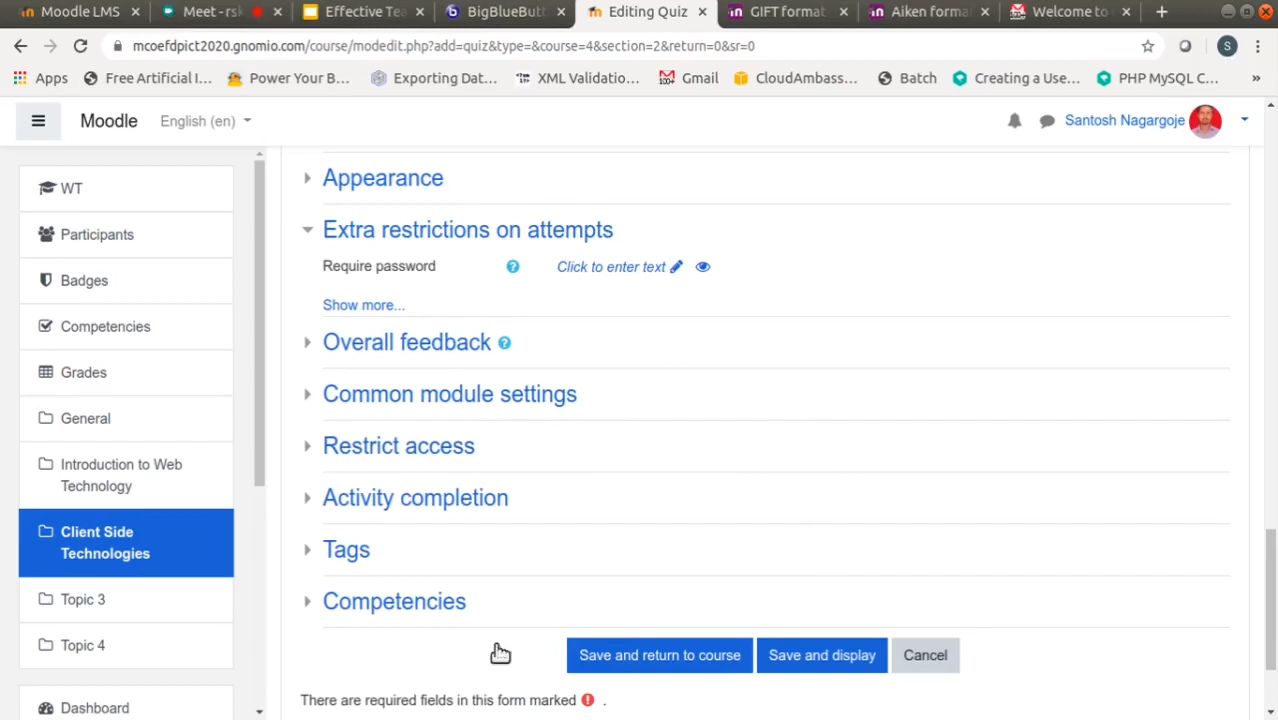 Moodle LMS
Meet - rsk
Effective Tea
BigBlueButt
Editing Quiz
GIFT format
Aiken forma
Welcome to
mcoefdpict2020.gnomio.com/course/modedit.php?add=quiz&type=&course=4&section=2&return=0&sr=0
S
Apps
Free Artificial I...
Power Your B...
Exporting Dat...
XML Validatio...
Gmail
CloudAmbass...
Batch
Creating a Use...
PHP MySQL C...
»
Moodle
English (en)
Santosh Nagargoje
WT
Participants
Badges
Competencies
Grades
General
Introduction to Web
Technology
Client Side
Technologies
Topic 3
Topic 4
Dashboard
Appearance
Extra restrictions on attempts
Require password
Click to enter text
Show more...
Overall feedback
Common module settings
Restrict access
Activity completion
Tags
Competencies
Save and return to course
Save and display
Cancel
There are required fields in this form marked .